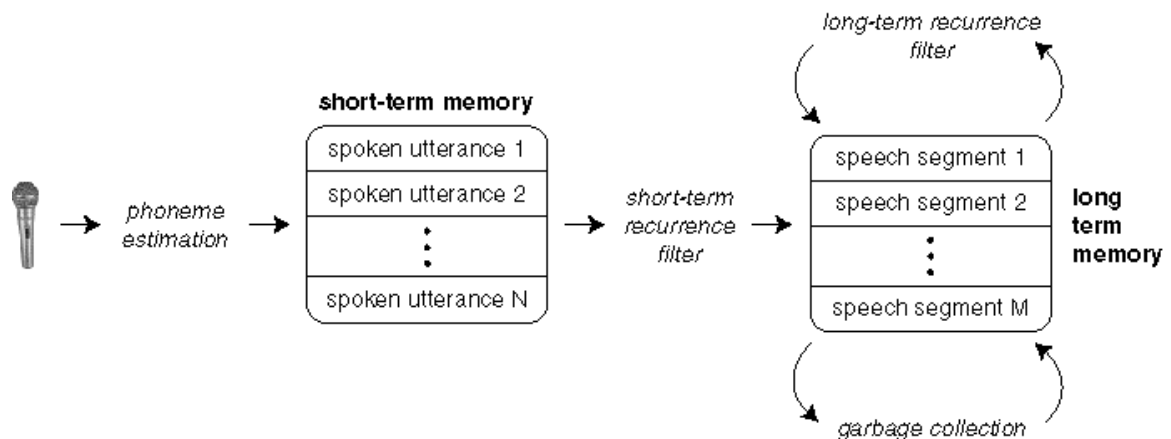 long-term recurrence
filter
short-term memory
spoken utterance 1
spoken utterance 2
spoken utterance N
phoneme
estimation
short-term
recurrence
filter
speech segment 1
speech segment 2
speech segment M
long
term
memory
garbage collection